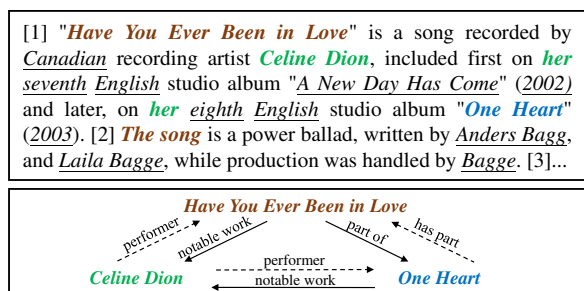 [1] "Have You Ever Been in Love" is a song recorded by
Canadian recording artist Celine Dion, included first on her
seventh English studio album "A New Day Has Come" (2002)
and later, on her eighth English studio album "One Heart"
(2003). [2] The song is a power ballad, written by Anders Bagg,
and Laila Bagge, while production was handled by Bagge. [3]...
Have You Ever Been in Love
performer
notable work
part of
has part
performer
Celine Dion
One Heart
notable work